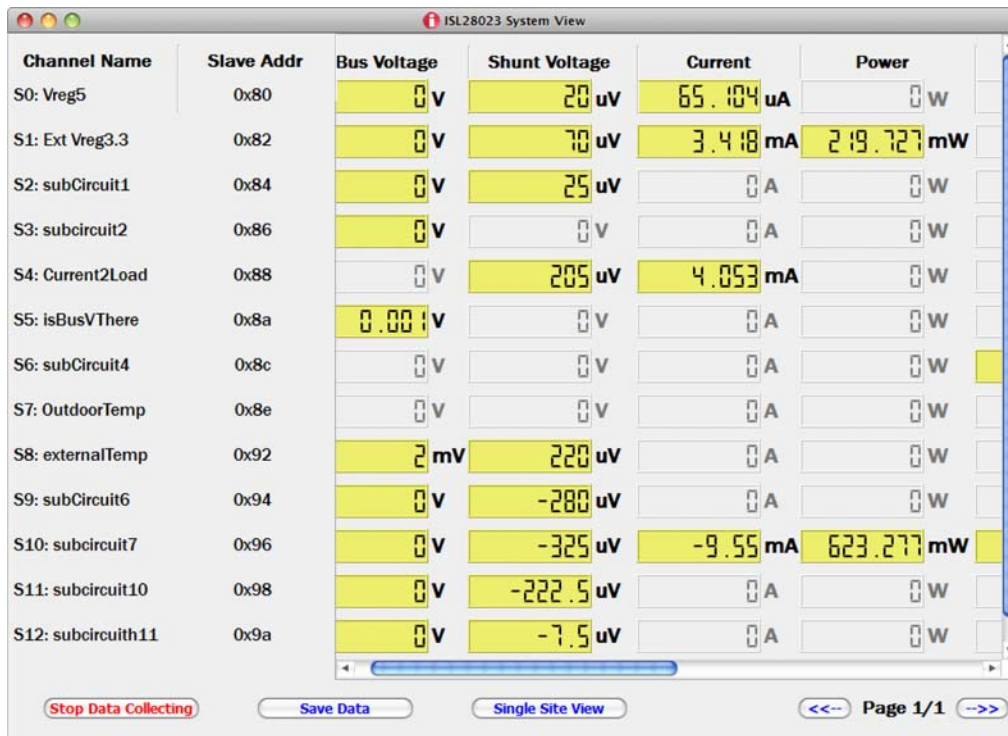 ISL28023 System View
Channel Name Slave Addr Bus Voltage Shunt Voltage Current Power
S0: Vreg5 0x80 0 V 20 uV 65.104 uA 0 W
S1: Ext Vreg3.3 0x82 0 V 70 uV 3.418 mA 219.727 mW
S2: subCircuit1 0x84 0 V 25 uV 0 A 0 W
S3: subcircuit2 0x86 0 V 0 V 0 A 0 W
S4: Current2Load 0x88 0 V 205 uV 4.053 mA 0 W
S5: isBusVThere 0x8a 0.001 V 0 V 0 A 0 W
S6: subCircuit4 0x8c 0 V 0 V 0 A 0 W
S7: OutdoorTemp 0x8e 0 V 0 V 0 A 0 W
S8: externalTemp 0x92 2 mV 220 uV 0 A 0 W
S9: subCircuit6 0x94 0 V -280 uV 0 A 0 W
S10: subcircuit7 0x96 0 V -325 uV -9.55 mA 623.277 mW
S11: subcircuit10 0x98 0 V -222.5 uV 0 A 0 W
S12: subcircuith11 0x9a 0 V -7.5 uV 0 A 0 W
Stop Data Collecting Save Data Single Site View <<-- Page 1/1 -->>